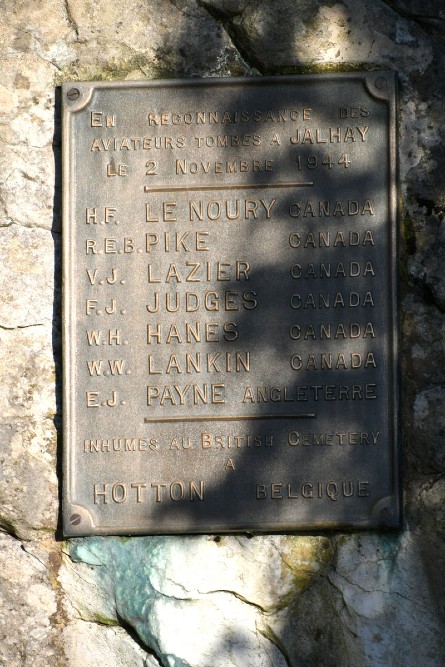 EN RECONNAISSANCE DES
AVIATEURS TOMBES A JALHAY
LE 2 NOVEMBRE 1944
H.F. LE NOURY CANADA
R.E.B. PIKE CANADA
V.J. LAZIER CANADA
F.J. JUDGES CANADA
W.H. HANES CANADA
W.W. LANKIN CANADA
E.J. PAYNE ANGLETERRE
INHUMES AU BRITISH CEMETERY
A
HOTTON BELGIQUE